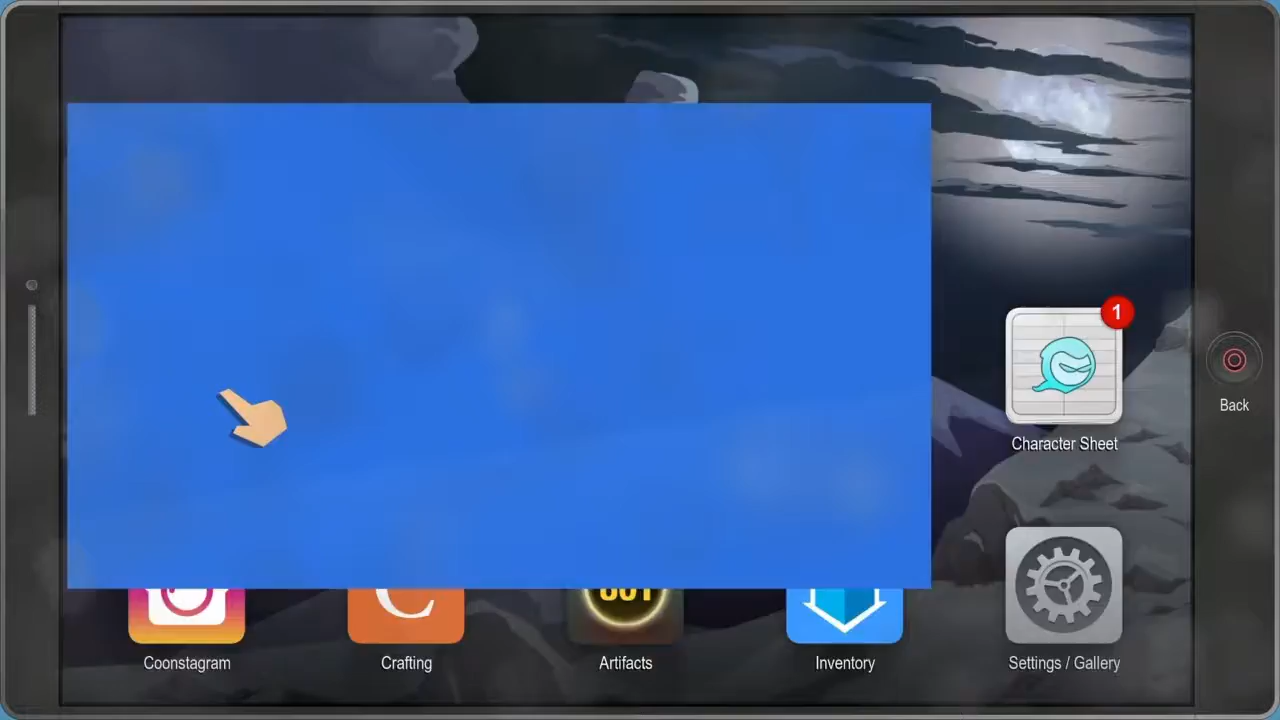 1
Character Sheet
Back
C
Coonstagram
Crafting
Artifacts
Inventory
Settings / Gallery